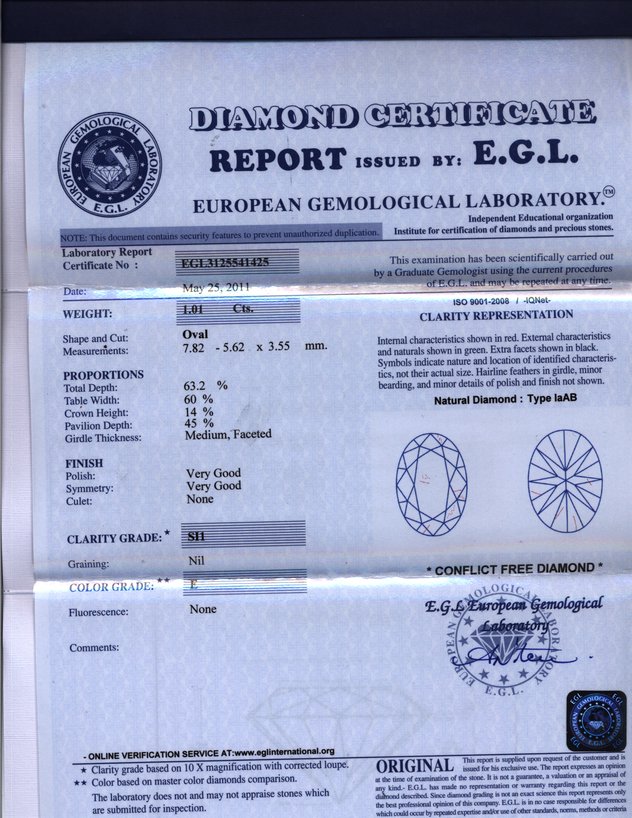 DIAMOND CERTIFICATE
REPORT ISSUED BY: E.G.L.
EUROPEAN GEMOLOGICAL LABORATORY.™
EUROPEAN GEMOLOGICAL LABORATORY
E.G.L.
Independent Educational organization
Institute for certification of diamonds and precious stones.
NOTE: This document contains security features to prevent unauthorized duplication.
Laboratory Report
Certificate No : EGL3125541425
Date: May 25, 2011
WEIGHT: 1.01 Cts.
Shape and Cut: Oval
Measurements: 7.82 - 5.62 x 3.55 mm.
PROPORTIONS
Total Depth: 63.2 %
Table Width: 60 %
Crown Height: 14 %
Pavilion Depth: 45 %
Girdle Thickness: Medium, Faceted
FINISH
Polish: Very Good
Symmetry: Very Good
Culet: None
CLARITY GRADE: * SI1
Graining: Nil
COLOR GRADE: ** E
Fluorescence: None
Comments:
This examination has been scientifically carried out
by a Graduate Gemologist using the current procedures
of E.G.L. and may be repeated at any time.
ISO 9001-2008 / -IQNet-
CLARITY REPRESENTATION
Internal characteristics shown in red. External characteristics
and naturals shown in green. Extra facets shown in black.
Symbols indicate nature and location of identified characteris-
tics, not their actual size. Hairline feathers in girdle, minor
bearding, and minor details of polish and finish not shown.
Natural Diamond : Type IaAB
* CONFLICT FREE DIAMOND *
E.G.L European Gemological
Laboratory
EUROPEAN GEMOLOGICAL LABORATORY
E.G.L.
EGL EGL
EUROPEAN GEMOLOGICAL LABORATORY
E.G.L.
- ONLINE VERIFICATION SERVICE AT:www.eglinternational.org
★ Clarity grade based on 10 X magnification with corrected loupe.
★★ Color based on master color diamonds comparison.
The laboratory does not and may not appraise stones which
are submitted for inspection.
ORIGINAL This report is supplied upon request of the customer and is
issued for his exclusive use. The report expresses an opinion
at the time of examination of the stone. It is not a guarantee, a valuation or an appraisal of
any kind.- E.G.L. has made no representation or warranty regarding this report or the
diamond described. Since diamond grading is not an exact science this report represents only
the best professional opinion of this company. E.G.L. is in no case responsible for differences
which could occur by repeated expertise and/or use of other standards, norms, methods or criteria